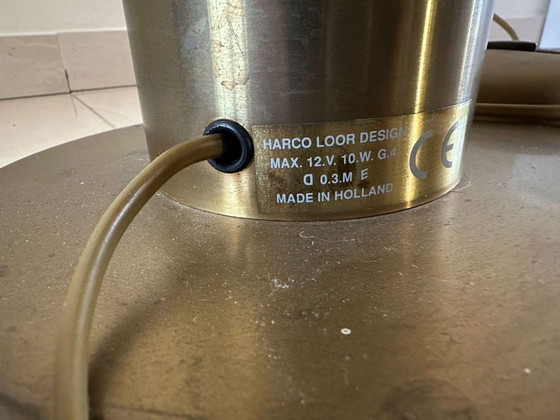 HARCO LOOR DESIGN
MAX. 12.V. 10.W. G.4
D 0.3.M E
MADE IN HOLLAND
CE